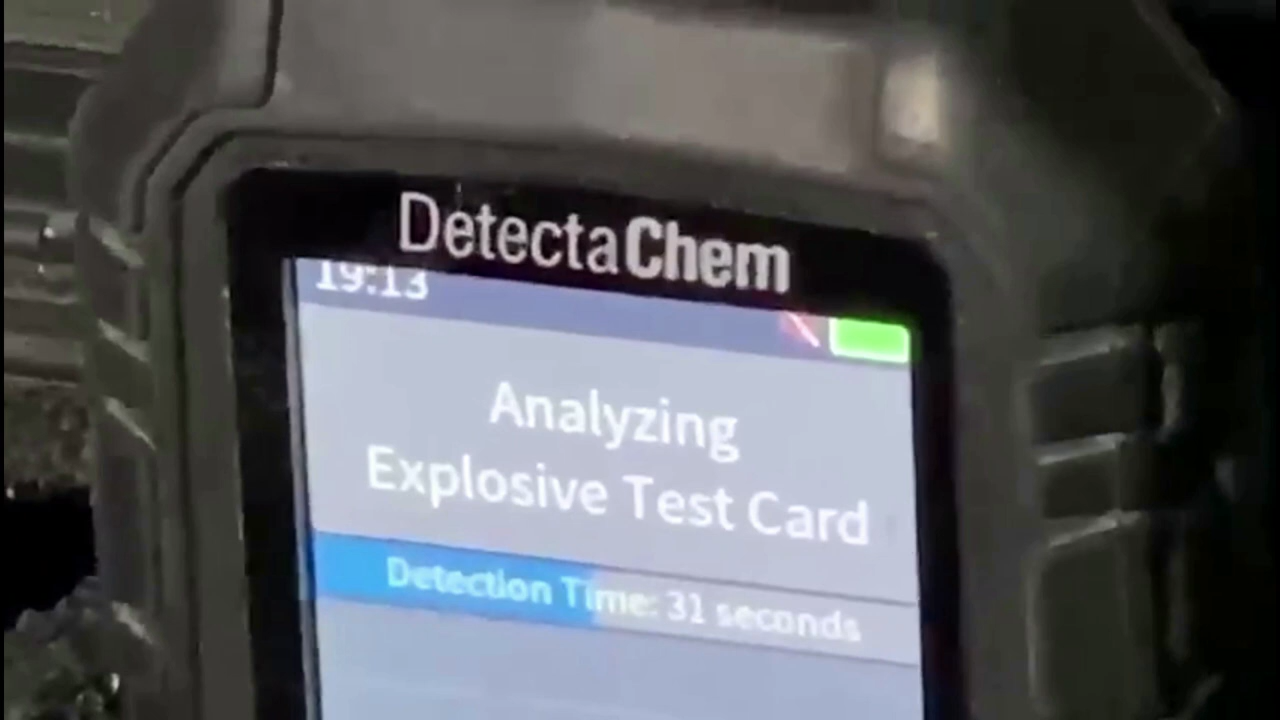 DetectaChem
19:13
Analyzing
Explosive Test Card
Detection Time: 31 seconds